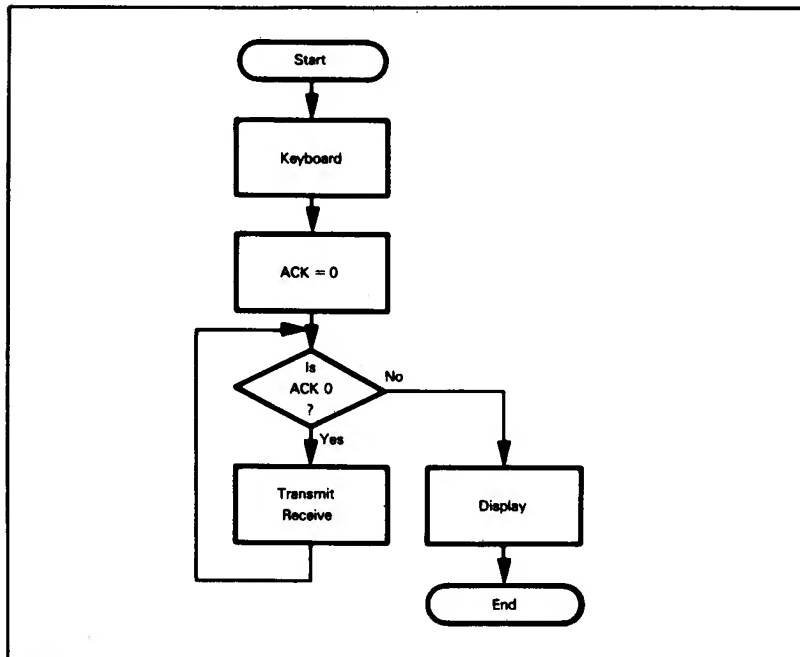 Start
Keyboard
ACK = 0
Is
ACK 0
?
No
Yes
Transmit
Receive
Display
End